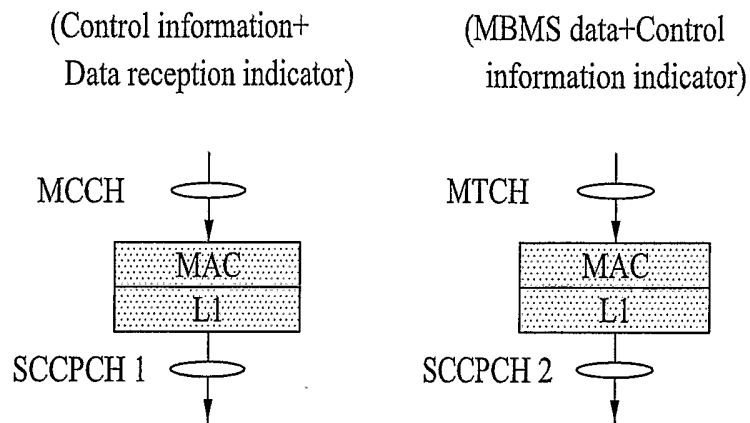 (Control information+
Data reception indicator)
(MBMS data+Control
information indicator)
MCCH
MAC
L1
SCCPCH 1
MTCH
MAC
L1
SCCPCH 2